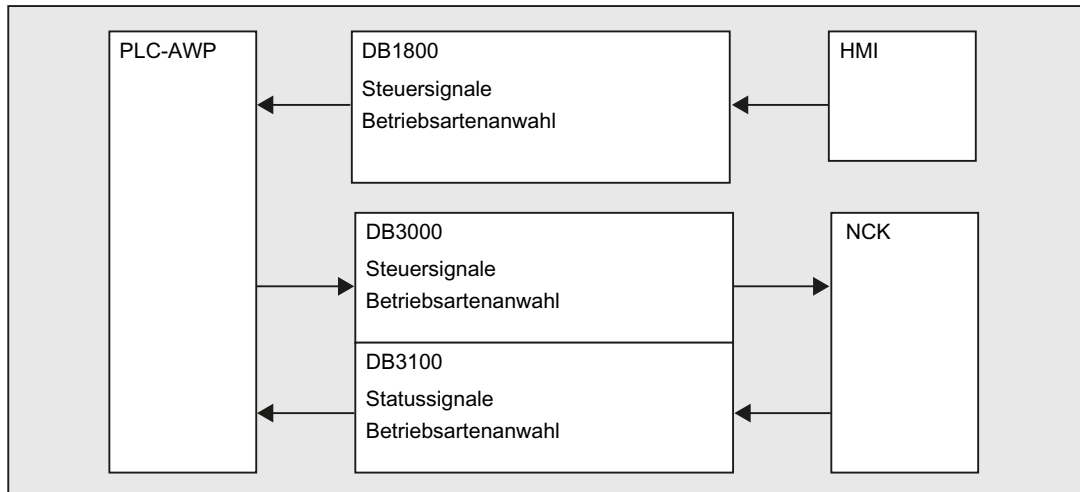 PLC-AWP
DB1800
Steuersignale
Betriebsartenanwahl
HMI
DB3000
Steuersignale
Betriebsartenanwahl
NCK
DB3100
Statussignale
Betriebsartenanwahl